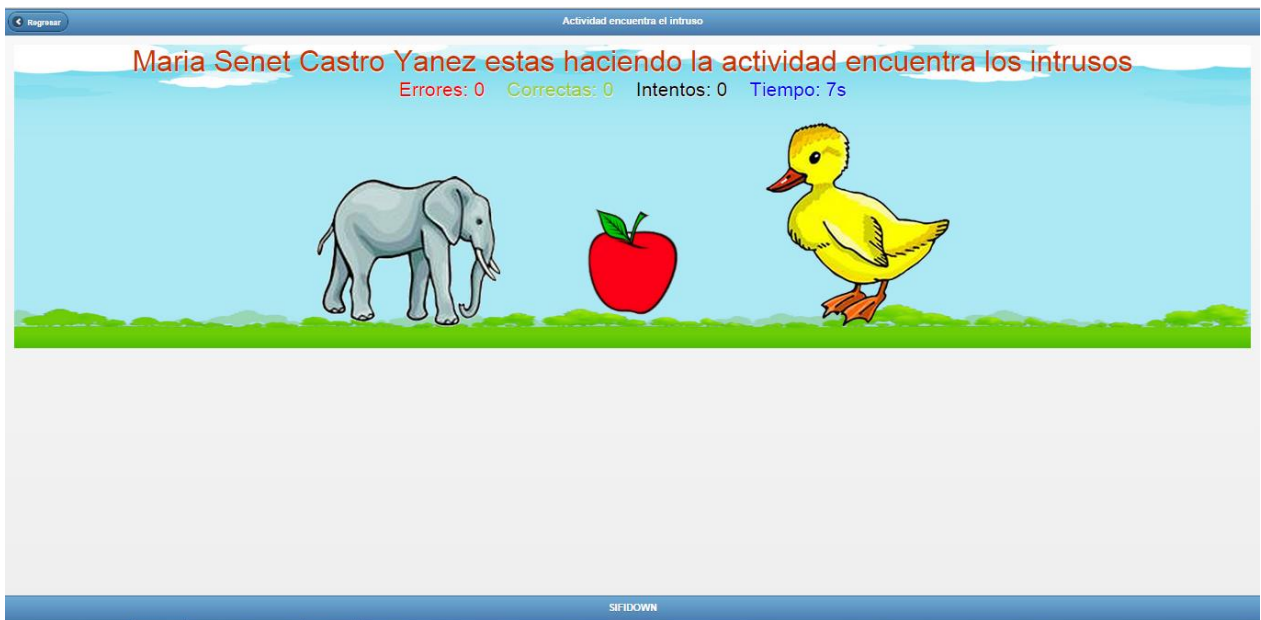 Regresar
Actividad encuentra el intruso
Maria Senet Castro Yanez estas haciendo la actividad encuentra los intrusos
Errores: 0 Correctas: 0 Intentos: 0 Tiempo: 7s
SIFIDOWN